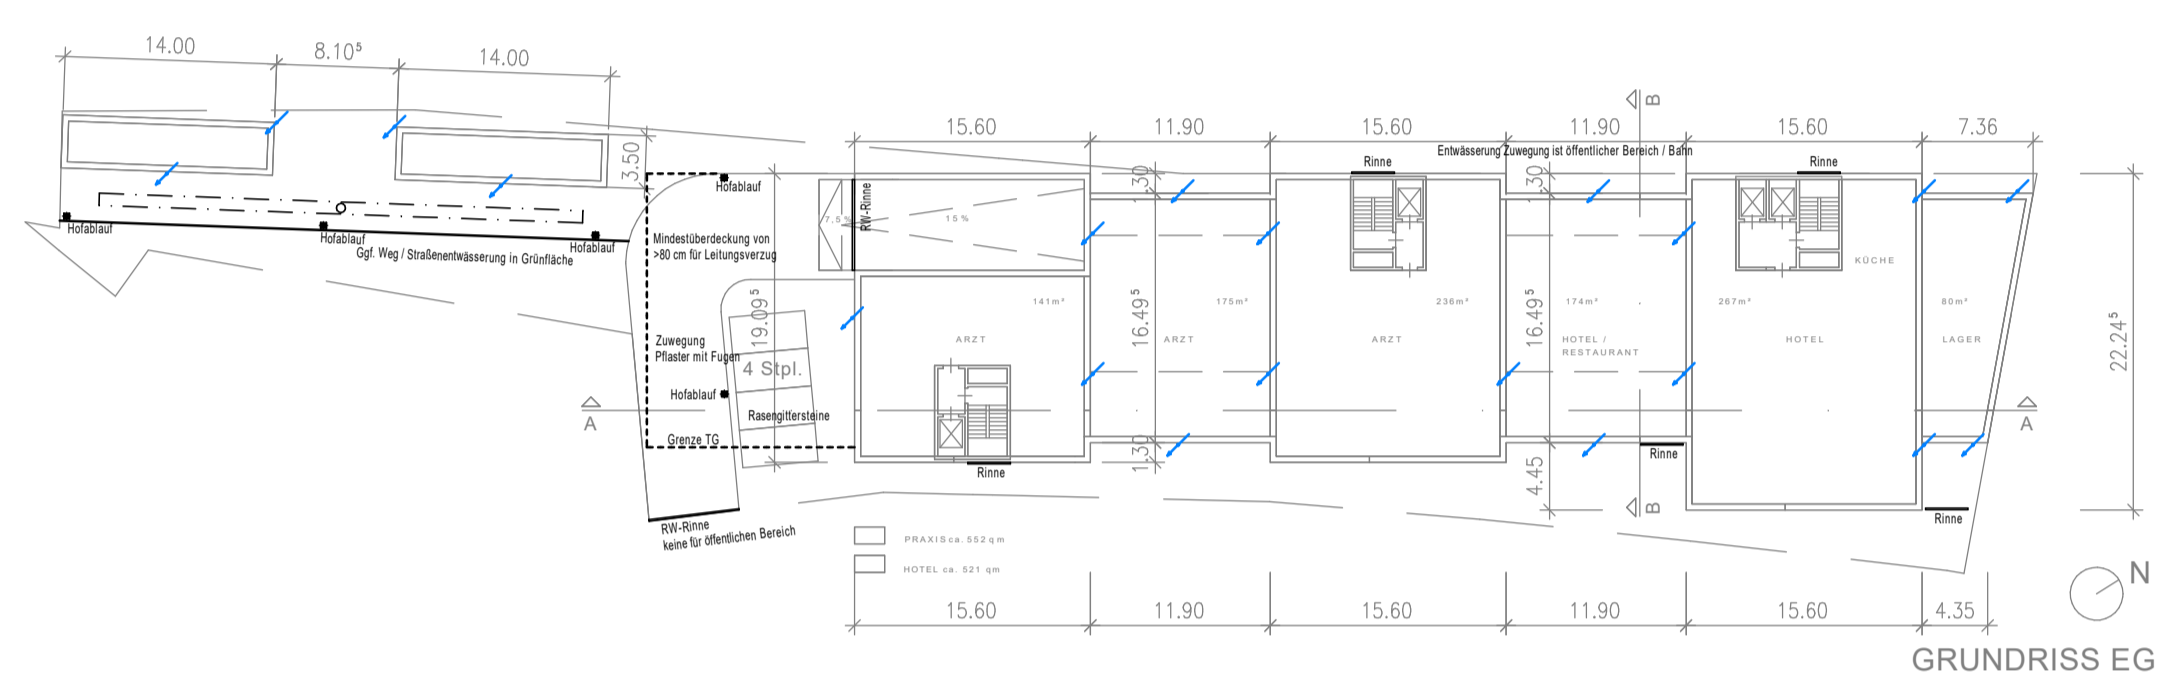 14.00
8.10⁵
14.00
3.50
15.60
11.90
15.60
11.90
15.60
7.36
B
Entwässerung Zuwegung ist öffentlicher Bereich / Bahn
Rinne
Rinne
1.30
1.30
Hofablauf
RW-Rinne
7.5%
15%
Hofablauf
Hofablauf
Hofablauf
Ggf. Weg / Straßenentwässerung in Grünfläche
Mindestüberdeckung von
>80 cm für Leitungsverzug
KÜCHE
19.09⁵
141m²
16.49⁵
175m²
236m²
16.49⁵
174m²
267m²
80m²
22.24⁵
Zuwegung
Pflaster mit Fugen
4 Stpl.
ARZT
ARZT
ARZT
HOTEL /
RESTAURANT
HOTEL
LAGER
Hofablauf
Rasengittersteine
A
A
Grenze TG
1.30
4.45
Rinne
Rinne
Rinne
B
RW-Rinne
keine für öffentlichen Bereich
PRAXIS ca. 552 qm
HOTEL ca. 521 qm
N
15.60
11.90
15.60
11.90
15.60
4.35
GRUNDRISS EG